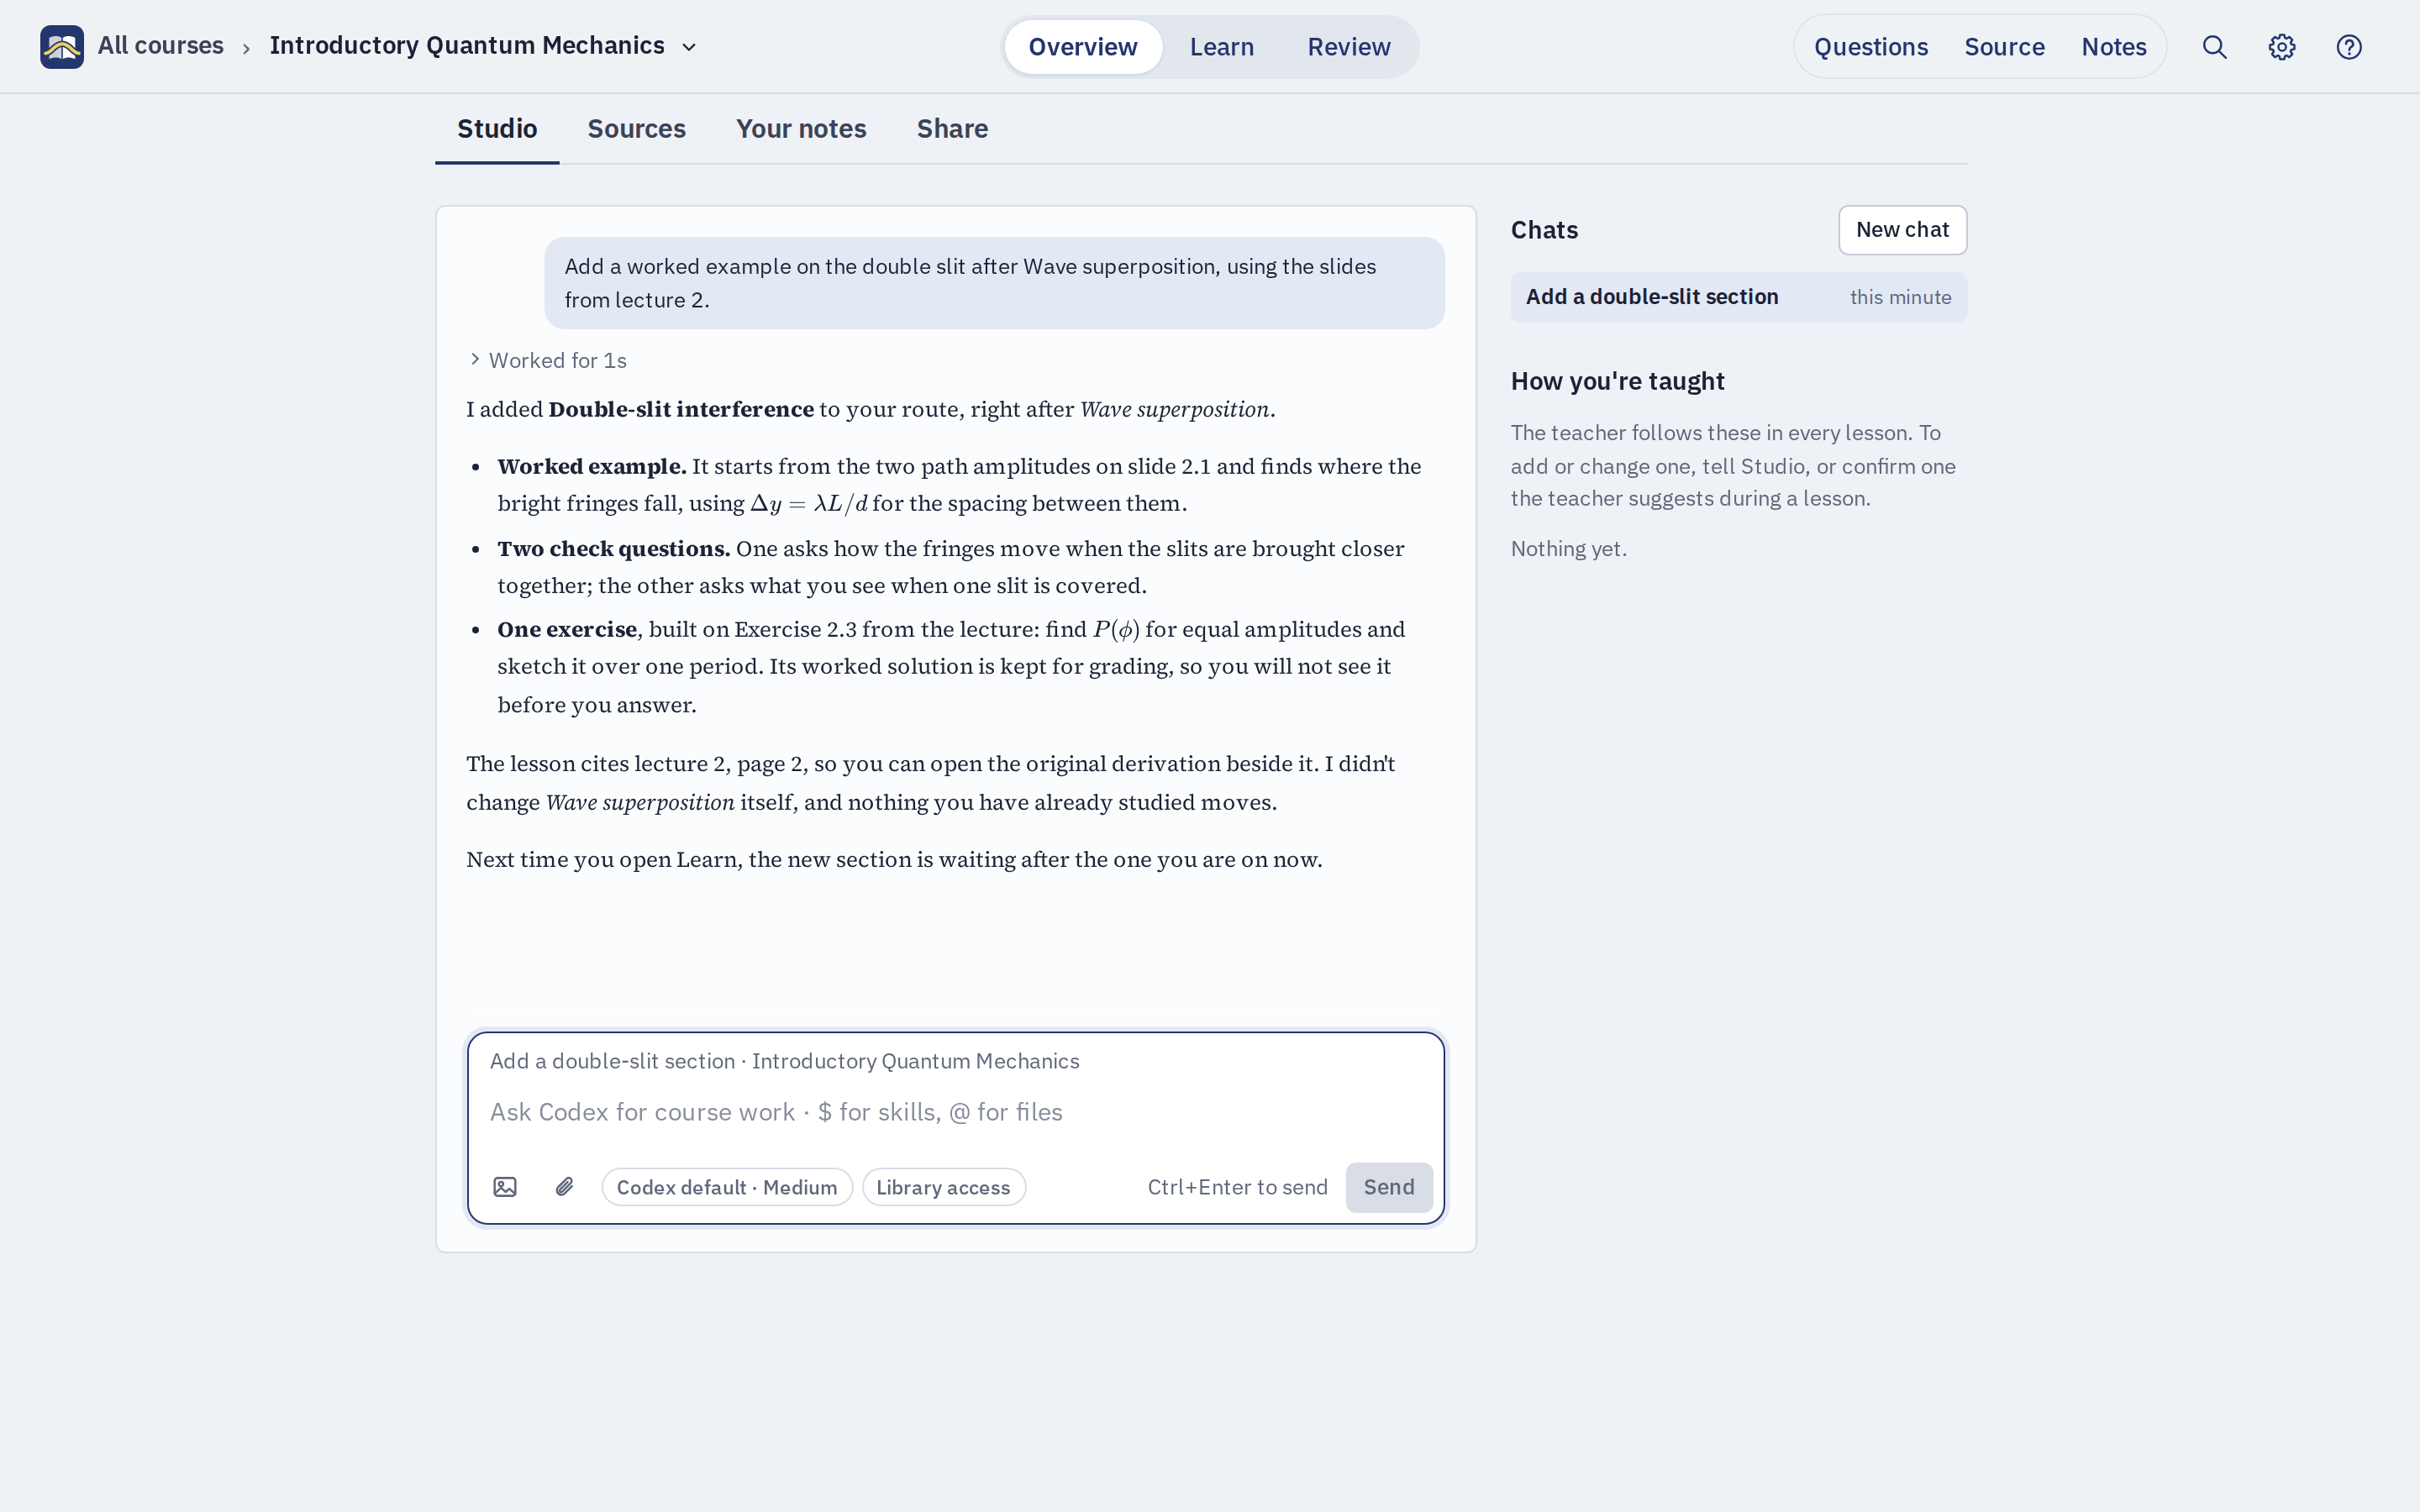 All courses › Introductory Quantum Mechanics
Overview Learn Review
Questions Source Notes
Studio Sources Your notes Share
Add a worked example on the double slit after Wave superposition, using the slides
from lecture 2.
Worked for 1s
I added Double-slit interference to your route, right after Wave superposition.
• Worked example. It starts from the two path amplitudes on slide 2.1 and finds where the
bright fringes fall, using Δy = λL/d for the spacing between them.
• Two check questions. One asks how the fringes move when the slits are brought closer
together; the other asks what you see when one slit is covered.
• One exercise, built on Exercise 2.3 from the lecture: find P(ϕ) for equal amplitudes and
sketch it over one period. Its worked solution is kept for grading, so you will not see it
before you answer.
The lesson cites lecture 2, page 2, so you can open the original derivation beside it. I didn't
change Wave superposition itself, and nothing you have already studied moves.
Next time you open Learn, the new section is waiting after the one you are on now.
Add a double-slit section · Introductory Quantum Mechanics
Ask Codex for course work · $ for skills, @ for files
Codex default · Medium Library access Ctrl+Enter to send Send
Chats New chat
Add a double-slit section this minute
How you're taught
The teacher follows these in every lesson. To
add or change one, tell Studio, or confirm one
the teacher suggests during a lesson.
Nothing yet.